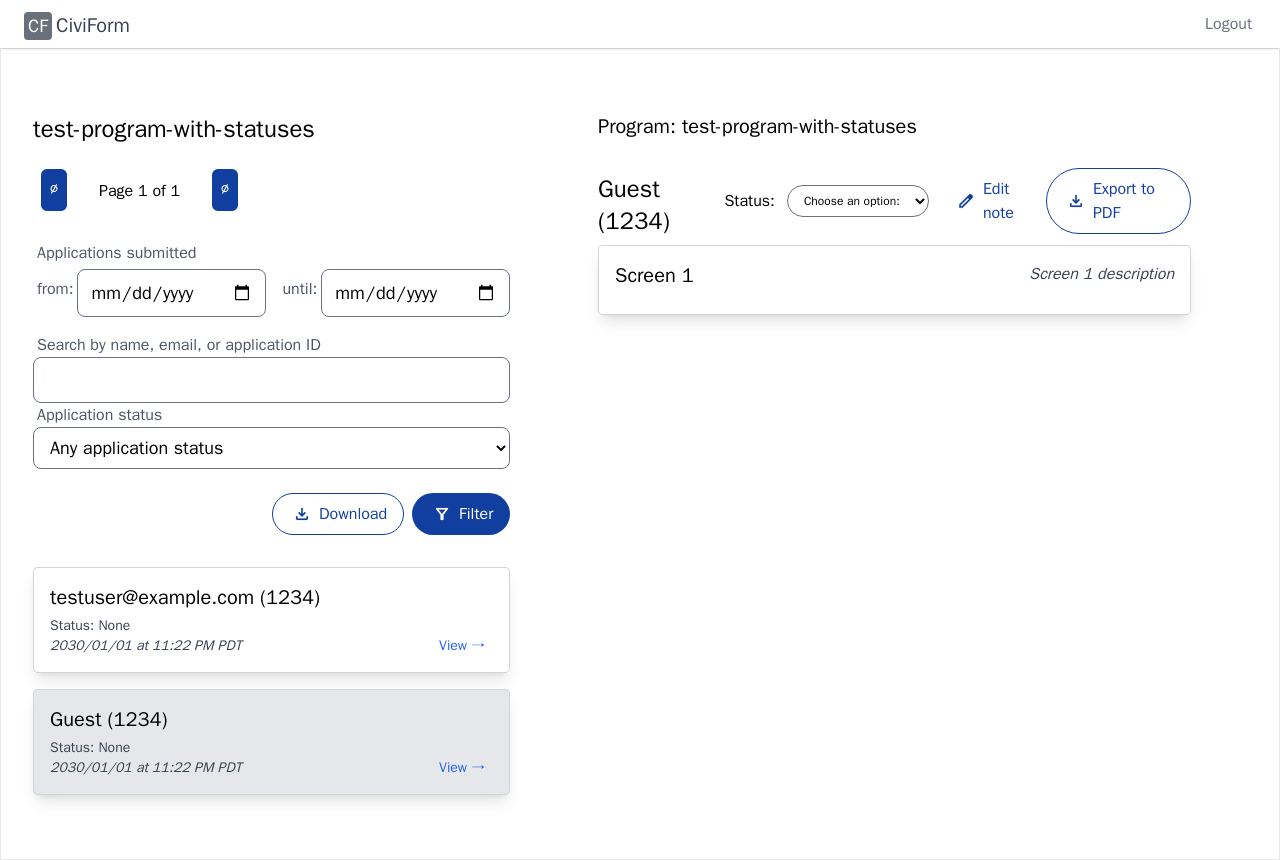 CF CiviForm
Logout
test-program-with-statuses
∅ Page 1 of 1 ∅
Applications submitted
from: mm/dd/yyyy until: mm/dd/yyyy
Search by name, email, or application ID
Application status
Any application status
Download Filter
testuser@example.com (1234)
Status: None
2030/01/01 at 11:22 PM PDT View →
Guest (1234)
Status: None
2030/01/01 at 11:22 PM PDT View →
Program: test-program-with-statuses
Guest
(1234)
Status: Choose an option:
Edit
note
Export to
PDF
Screen 1 Screen 1 description